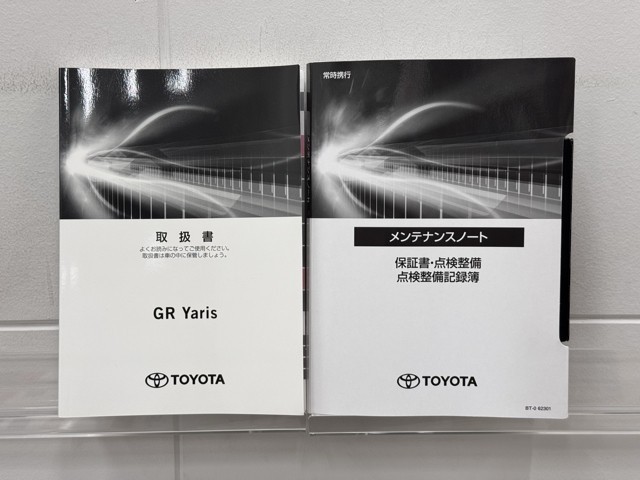 取扱書
よくお読みになってご使用ください。
取扱書は車の中に保管しましょう。
GR Yaris
TOYOTA
常時携行
メンテナンスノート
保証書・点検整備
点検整備記録簿
TOYOTA
BT-0 82301